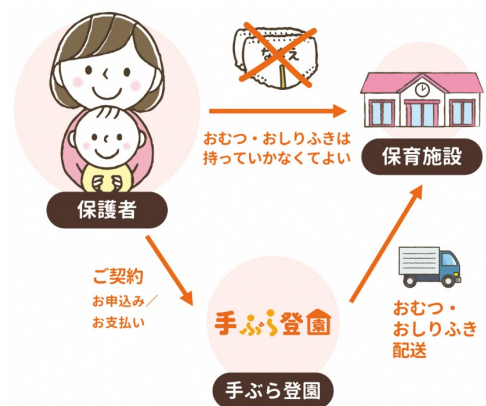 なまえ
おむつ・おしりふきは
持っていかなくてよい
保育施設
保護者
ご契約
お申込み／
お支払い
手ぶら登園
おむつ・
おしりふき
配送
手ぶら登園